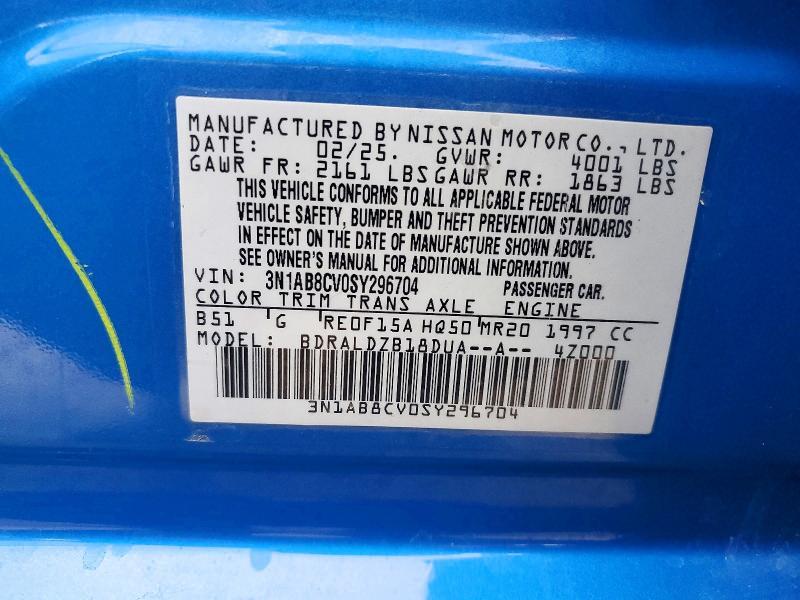 MANUFACTURED BY NISSAN MOTOR CO., LTD.
DATE: 02/25. GVWR: 4001 LBS
GAWR FR: 2161 LBS GAWR RR: 1863 LBS
THIS VEHICLE CONFORMS TO ALL APPLICABLE FEDERAL MOTOR
VEHICLE SAFETY, BUMPER AND THEFT PREVENTION STANDARDS
IN EFFECT ON THE DATE OF MANUFACTURE SHOWN ABOVE.
SEE OWNER'S MANUAL FOR ADDITIONAL INFORMATION.
VIN: 3N1AB8CV0SY296704 PASSENGER CAR.
COLOR TRIM TRANS AXLE ENGINE
B51 G RE0F15A HQ50 MR20 1997 CC
MODEL: BDRALDZB18DUA--A-- 4Z000
3N1AB8CV0SY296704